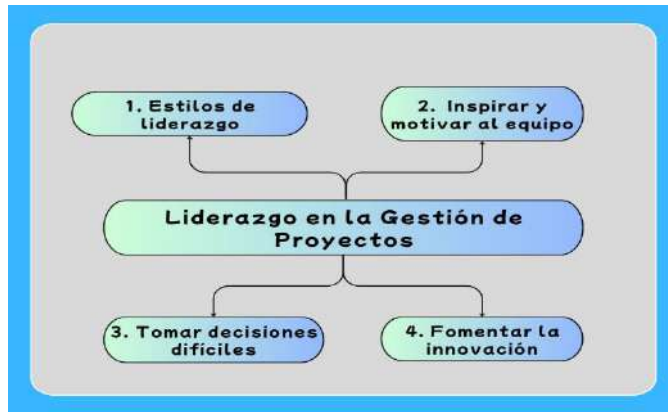 1. Estilos de
liderazgo
2. Inspirar y
motivar al equipo
Liderazgo en la Gestión de
Proyectos
3. Tomar decisiones
difíciles
4. Fomentar la
innovación